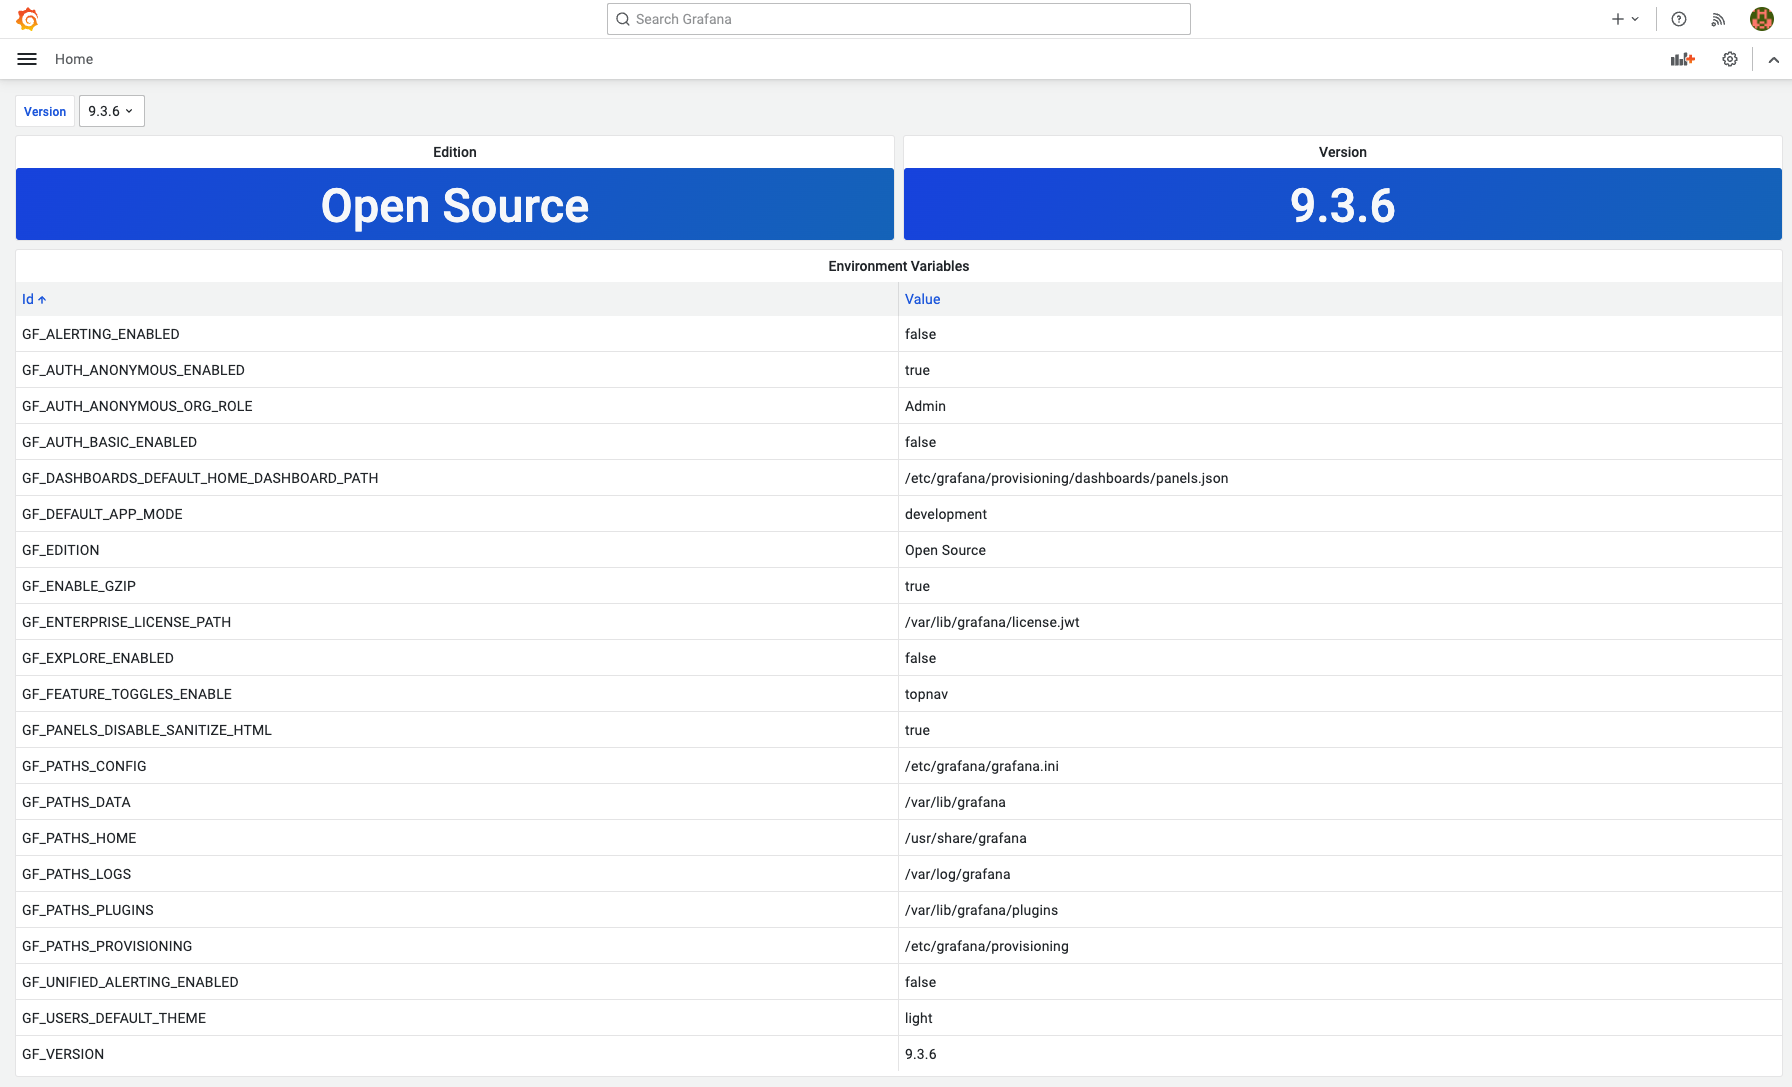 Search Grafana
Home
Version 9.3.6
Edition
Open Source
Version
9.3.6
Environment Variables
Id Value
GF_ALERTING_ENABLED false
GF_AUTH_ANONYMOUS_ENABLED true
GF_AUTH_ANONYMOUS_ORG_ROLE Admin
GF_AUTH_BASIC_ENABLED false
GF_DASHBOARDS_DEFAULT_HOME_DASHBOARD_PATH /etc/grafana/provisioning/dashboards/panels.json
GF_DEFAULT_APP_MODE development
GF_EDITION Open Source
GF_ENABLE_GZIP true
GF_ENTERPRISE_LICENSE_PATH /var/lib/grafana/license.jwt
GF_EXPLORE_ENABLED false
GF_FEATURE_TOGGLES_ENABLE topnav
GF_PANELS_DISABLE_SANITIZE_HTML true
GF_PATHS_CONFIG /etc/grafana/grafana.ini
GF_PATHS_DATA /var/lib/grafana
GF_PATHS_HOME /usr/share/grafana
GF_PATHS_LOGS /var/log/grafana
GF_PATHS_PLUGINS /var/lib/grafana/plugins
GF_PATHS_PROVISIONING /etc/grafana/provisioning
GF_UNIFIED_ALERTING_ENABLED false
GF_USERS_DEFAULT_THEME light
GF_VERSION 9.3.6